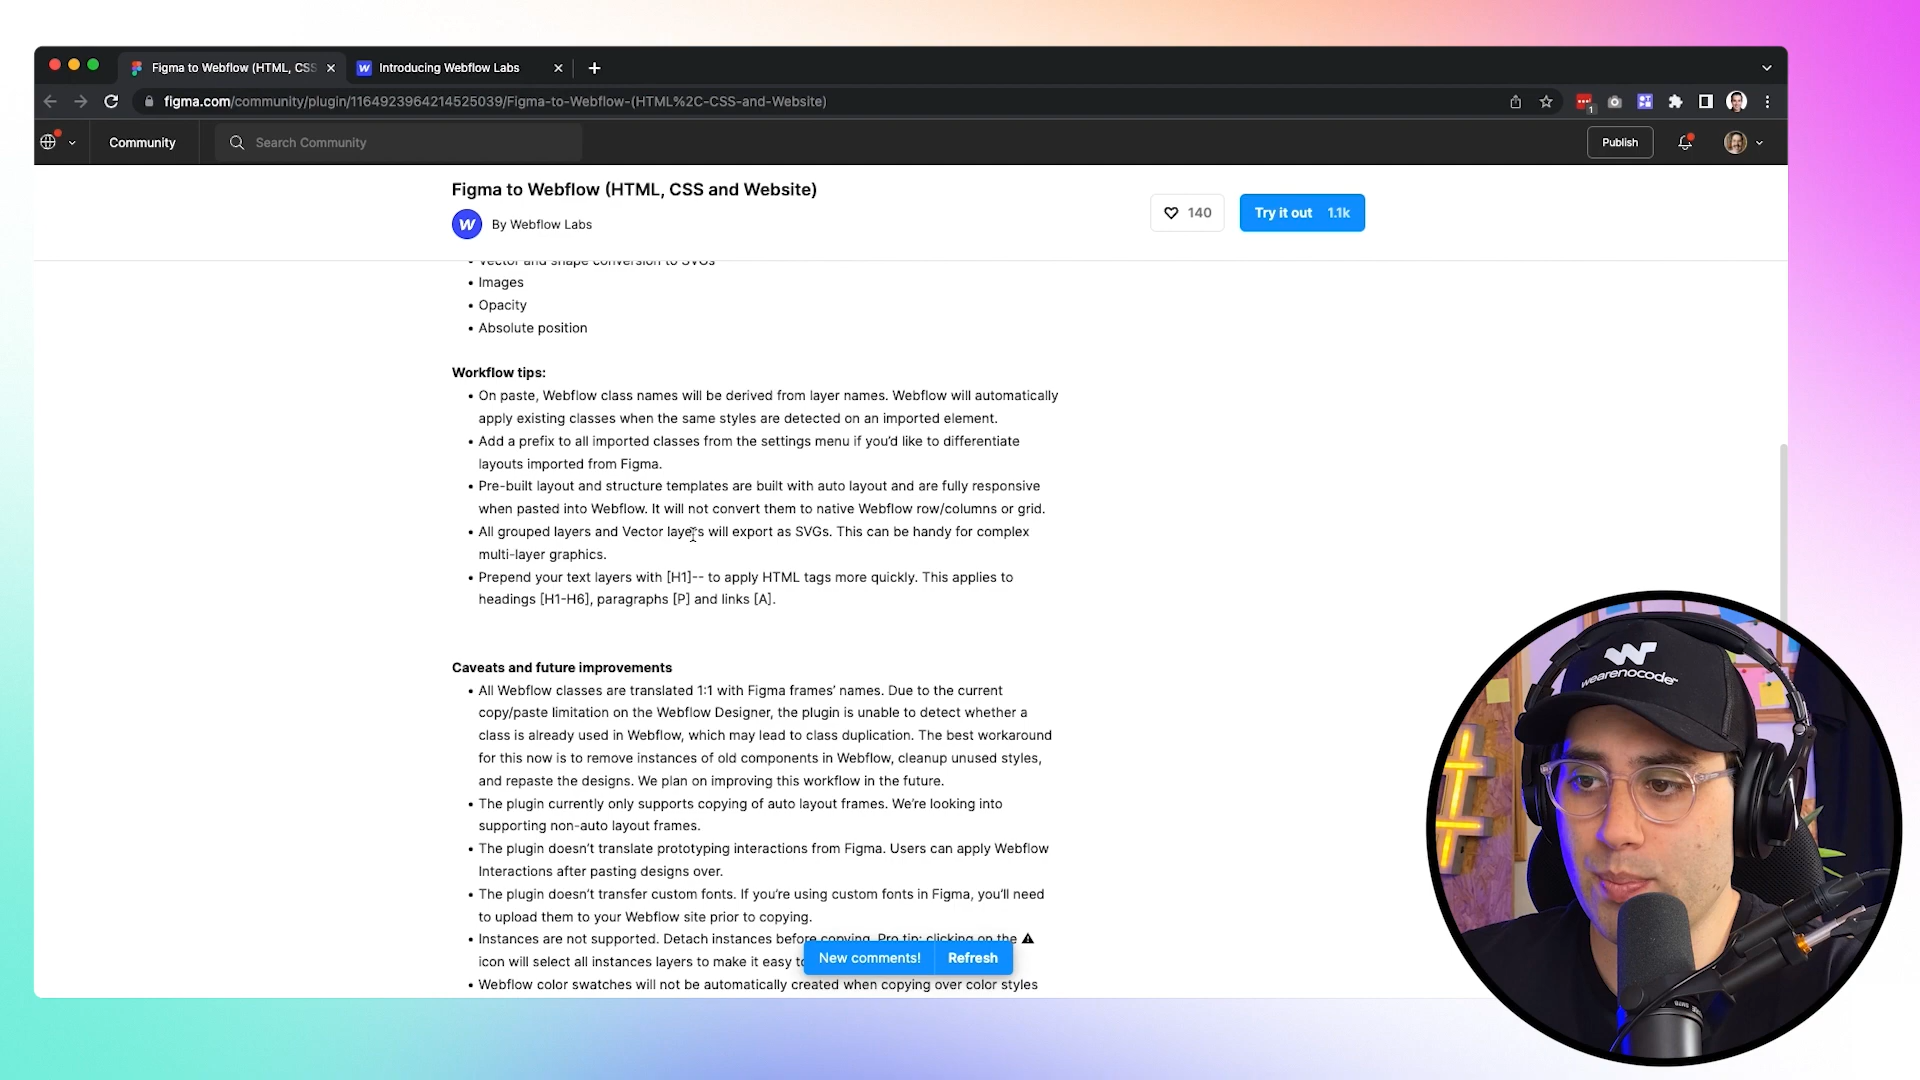 Figma to Webflow (HTML, CSS
Introducing Webflow Labs
figma.com/community/plugin/1164923964214525039/Figma-to-Webflow-(HTML%2C-CSS-and-Website)
1
Community
Search Community
Publish
Figma to Webflow (HTML, CSS and Website)
By Webflow Labs
140
Try it out 1.1k
• Vector and shape conversion to SVGs
• Images
• Opacity
• Absolute position
Workflow tips:
• On paste, Webflow class names will be derived from layer names. Webflow will automatically
apply existing classes when the same styles are detected on an imported element.
• Add a prefix to all imported classes from the settings menu if you'd like to differentiate
layouts imported from Figma.
• Pre-built layout and structure templates are built with auto layout and are fully responsive
when pasted into Webflow. It will not convert them to native Webflow row/columns or grid.
• All grouped layers and Vector layers will export as SVGs. This can be handy for complex
multi-layer graphics.
• Prepend your text layers with [H1]-- to apply HTML tags more quickly. This applies to
headings [H1-H6], paragraphs [P] and links [A].
Caveats and future improvements
• All Webflow classes are translated 1:1 with Figma frames' names. Due to the current
copy/paste limitation on the Webflow Designer, the plugin is unable to detect whether a
class is already used in Webflow, which may lead to class duplication. The best workaround
for this now is to remove instances of old components in Webflow, cleanup unused styles,
and repaste the designs. We plan on improving this workflow in the future.
• The plugin currently only supports copying of auto layout frames. We're looking into
supporting non-auto layout frames.
• The plugin doesn't translate prototyping interactions from Figma. Users can apply Webflow
Interactions after pasting designs over.
• The plugin doesn't transfer custom fonts. If you're using custom fonts in Figma, you'll need
to upload them to your Webflow site prior to copying.
• Instances are not supported. Detach instances before copying. Pro tip: clicking on the ⚠
icon will select all instances layers to make it easy to
New comments! Refresh
• Webflow color swatches will not be automatically created when copying over color styles
wearenocode